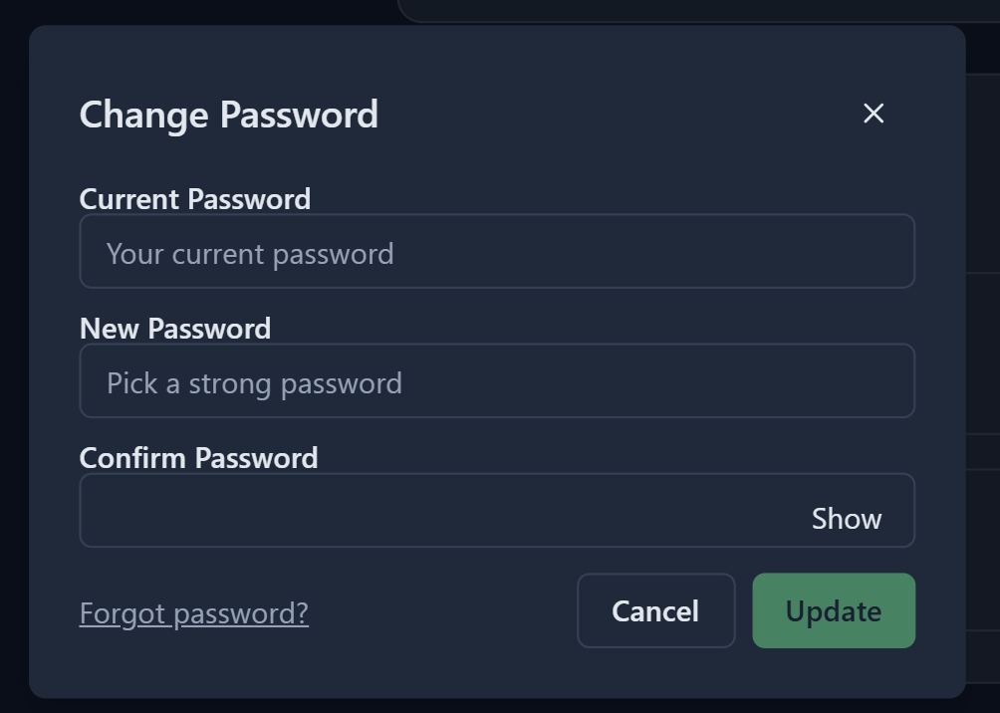 Change Password
Current Password
Your current password
New Password
Pick a strong password
Confirm Password
Show
Forgot password?
Cancel
Update